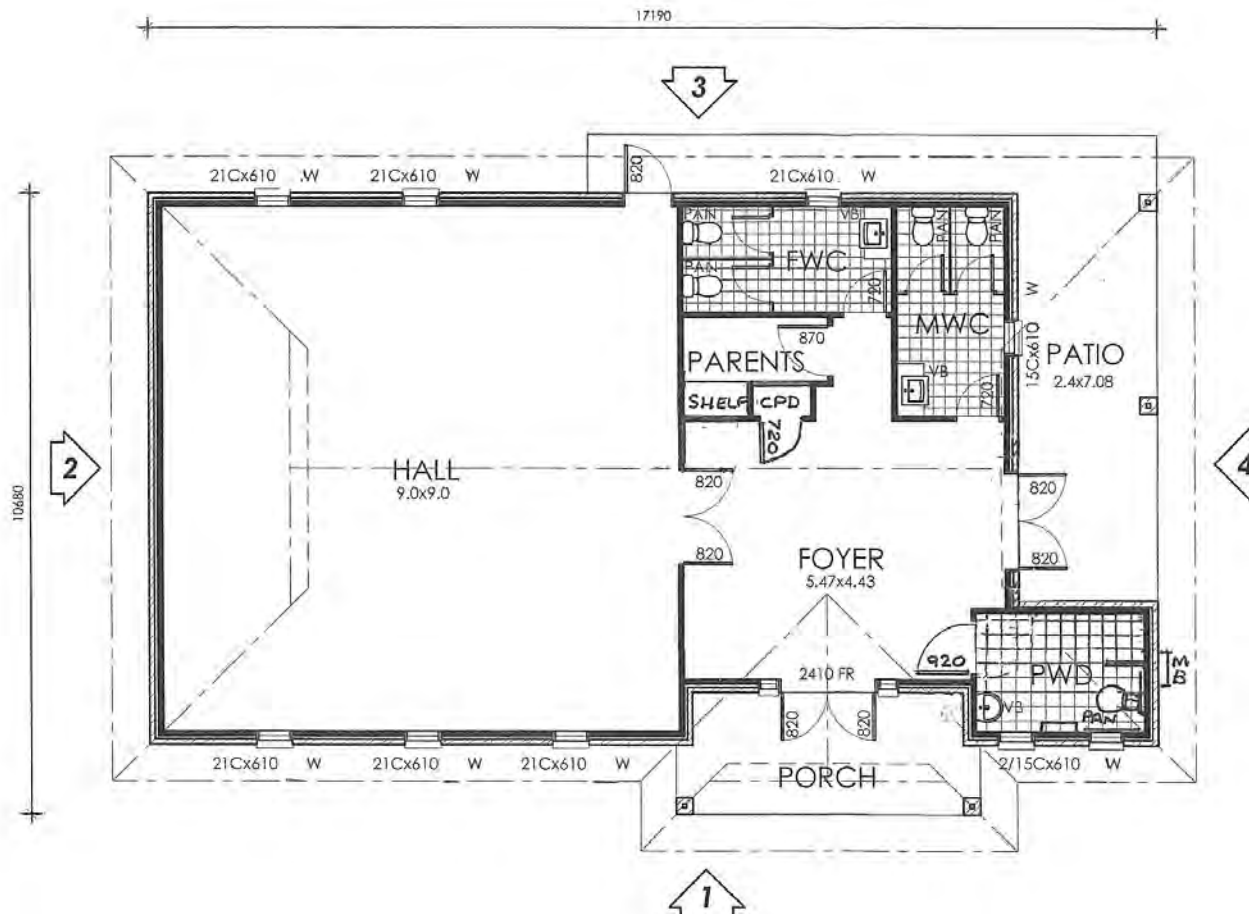 17190
3
820
21Cx610 .W
21Cx610 W
21Cx610 W
PAN
VB
PAN
PAN
PAN
FWC
720
MWC
W
15Cx610
870
PARENTS
VB
720
PATIO
2.4x7.08
SHELF
CPD
720
10680
2
HALL
9.0x9.0
820
820
4
820
820
FOYER
5.47x4.43
920
PWD
M
B
2410 FR
VB
PAN
820
820
21Cx610 W
21Cx610 W
21Cx610 W
2/15Cx610 W
PORCH
1